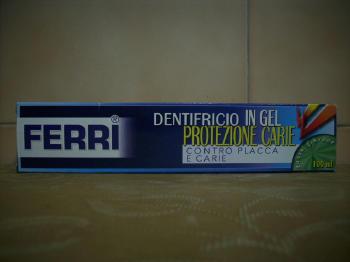 FERRI®
DENTIFRICIO IN GEL
PROTEZIONE CARIE
CONTRO PLACCA
E CARIE
100 ml